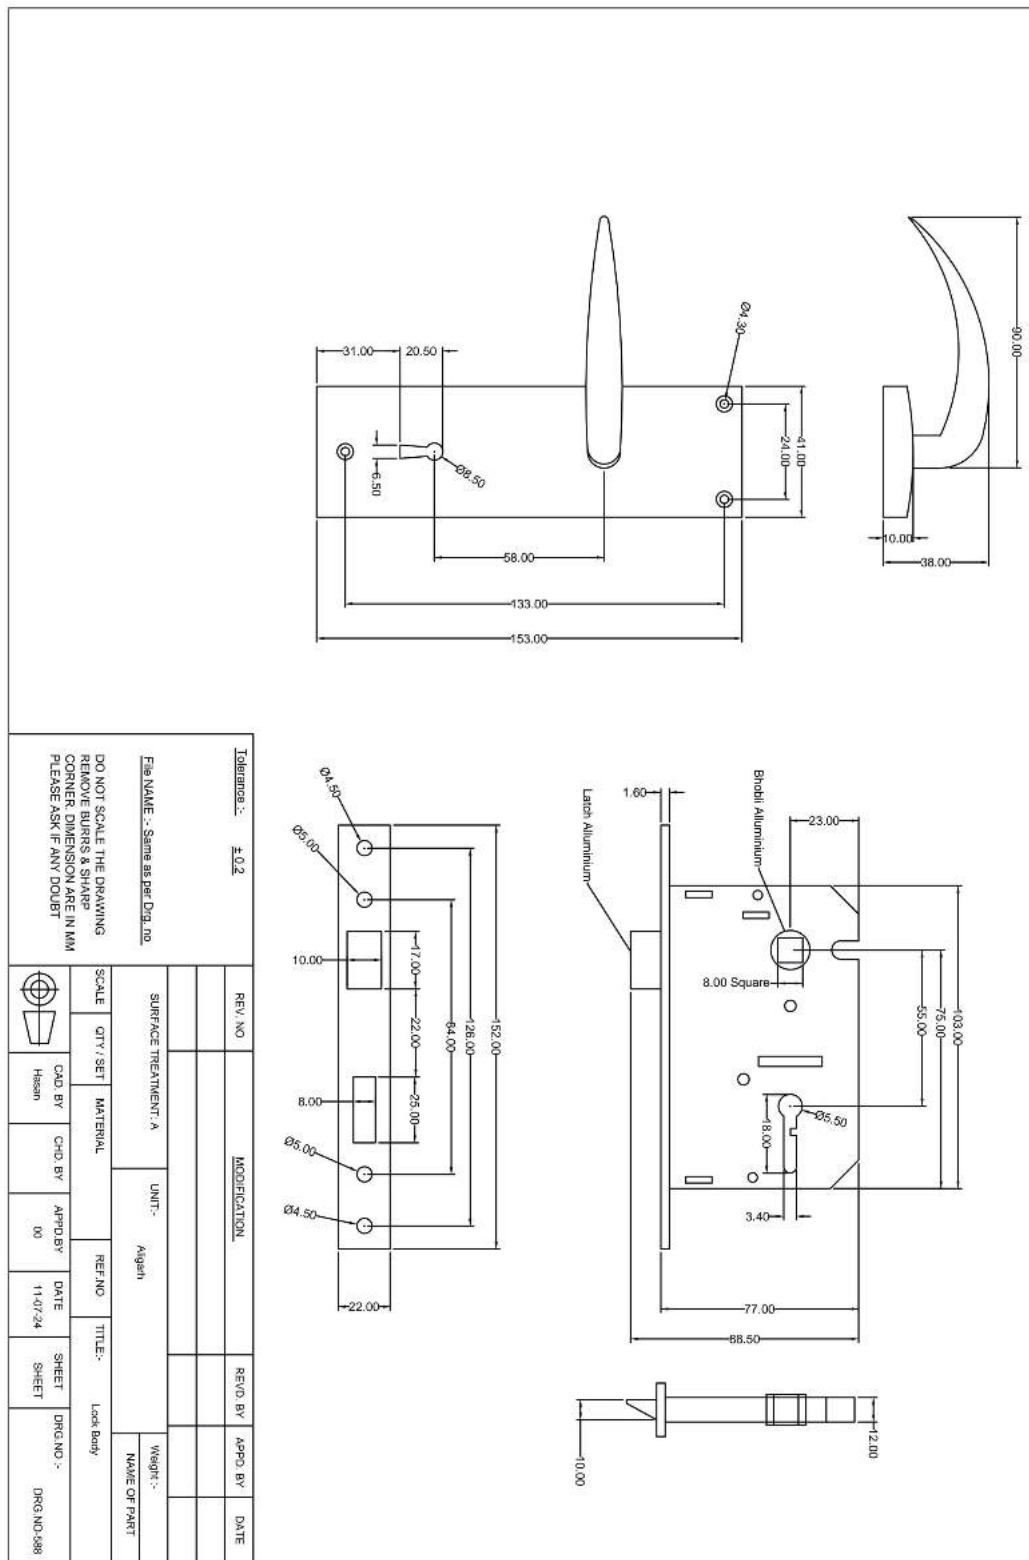 90.00
10.00
38.00
Ø4.30
41.00
24.00
31.00
20.50
6.50
Ø8.50
58.00
133.00
153.00
Bhobli Alluminium
Latch Alluminium
1.60
23.00
8.00 Square
103.00
75.00
55.00
Ø5.50
18.00
3.40
77.00
88.50
12.00
10.00
Ø4.50
Ø5.00
10.00
17.00
22.00
25.00
8.00
84.00
126.00
152.00
Ø5.00
Ø4.50
22.00
Tolerance :- ± 0.2
File NAME :- Same as per Drg. no
DO NOT SCALE THE DRAWING
REMOVE BURRS & SHARP
CORNER. DIMENSION ARE IN MM
PLEASE ASK IF ANY DOUBT
REV. NO MODIFICATION REV'D. BY APPD. BY DATE
SURFACE TREATMENT: A UNIT:- Aligarh Weight :-
NAME OF PART
SCALE QTY / SET MATERIAL REF.NO TITLE:- Lock Body
CAD. BY CHD. BY APPD.BY DATE SHEET DRG.NO :-
Hasan 00 11-07-24 SHEET DRG.NO-588